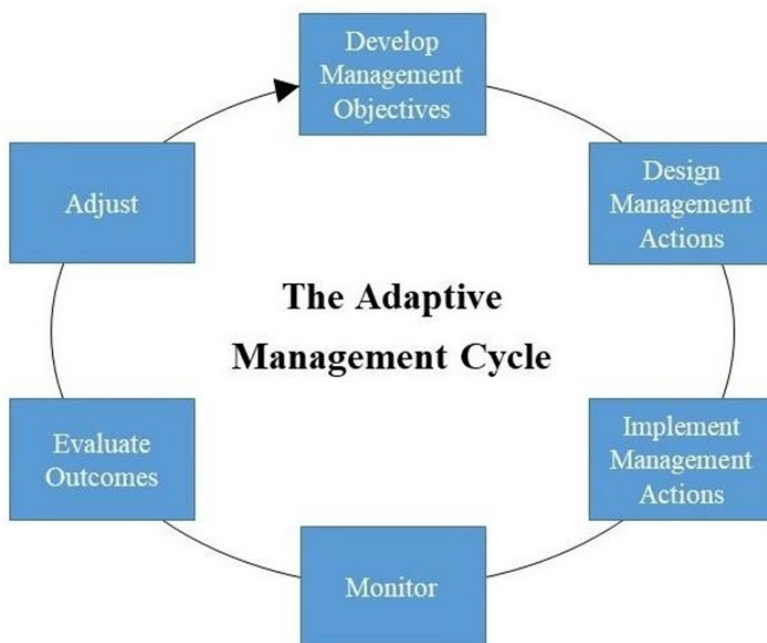 Develop
Management
Objectives
Design
Management
Actions
Implement
Management
Actions
Monitor
Evaluate
Outcomes
Adjust
The Adaptive
Management Cycle